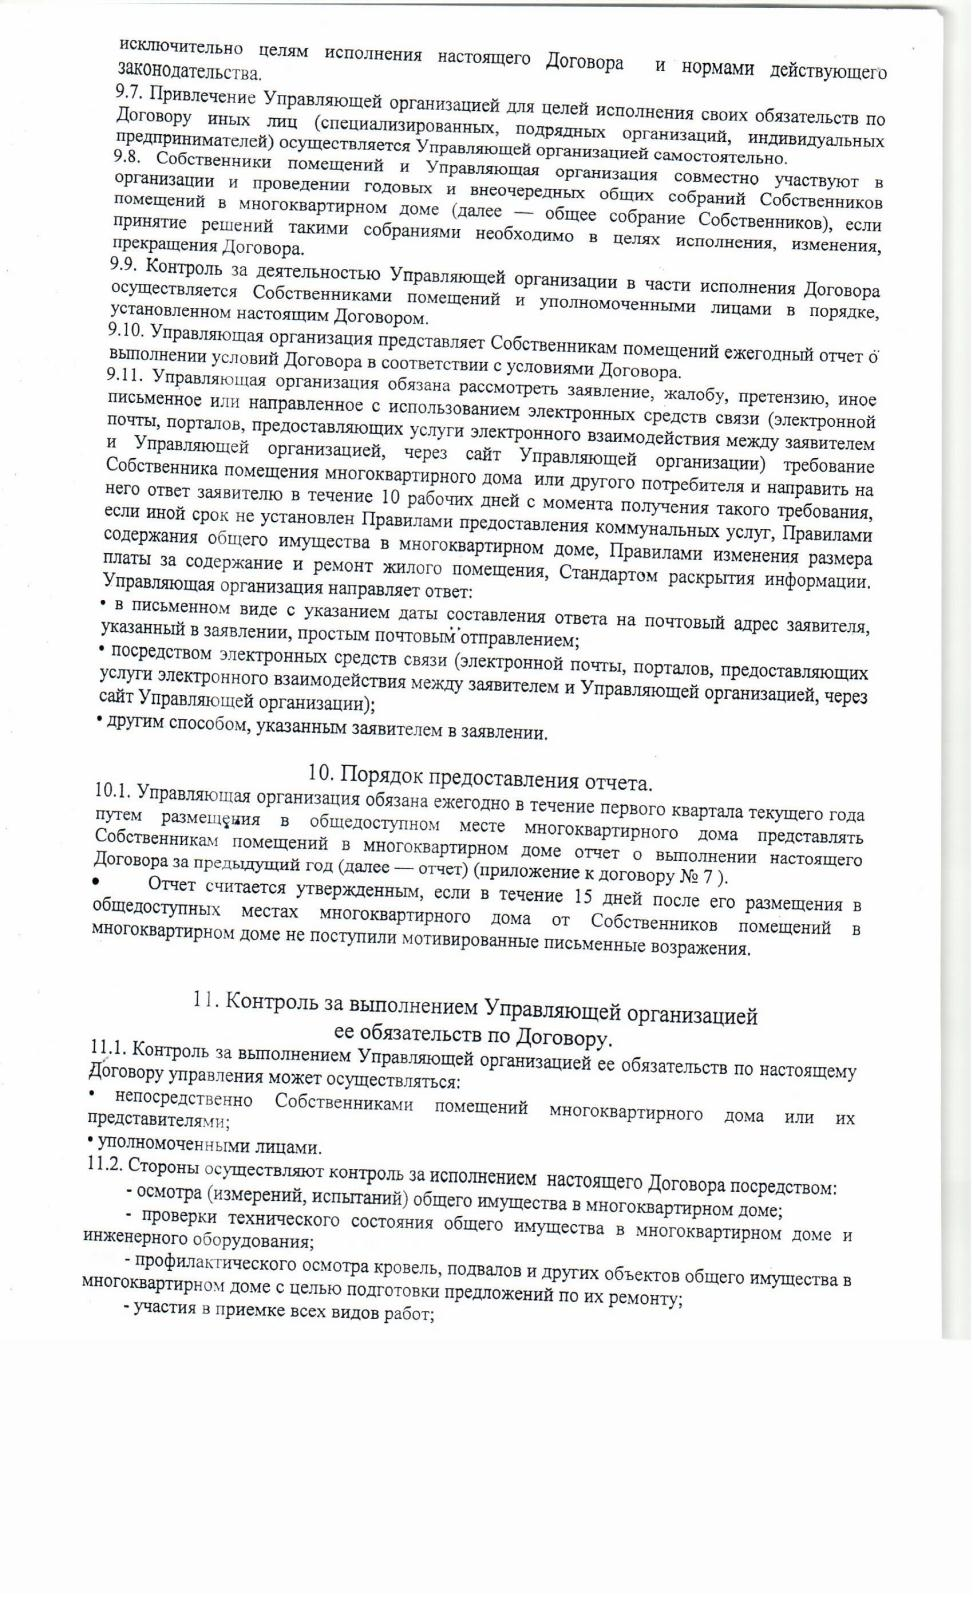 исключительно целям исполнения настоящего Договора и нормами действующего
законодательства.
9.7. Привлечение Управляющей организацией для целей исполнения своих обязательств по
Договору иных лиц (специализированных, подрядных организаций, индивидуальных
предпринимателей) осуществляется Управляющей организацией самостоятельно.
9.8. Собственники помещений и Управляющая организация совместно участвуют в
организации и проведении годовых и внеочередных общих собраний Собственников
помещений в многоквартирном доме (далее — общее собрание Собственников), если
принятие решений такими собраниями необходимо в целях исполнения, изменения,
прекращения Договора.
9.9. Контроль за деятельностью Управляющей организации в части исполнения Договора
осуществляется Собственниками помещений и уполномоченными лицами в порядке,
установленном настоящим Договором.
9.10. Управляющая организация представляет Собственникам помещений ежегодный отчет о
выполнении условий Договора в соответствии с условиями Договора.
9.11. Управляющая организация обязана рассмотреть заявление, жалобу, претензию, иное
письменное или направленное с использованием электронных средств связи (электронной
почты, порталов, предоставляющих услуги электронного взаимодействия между заявителем
и Управляющей организацией, через сайт Управляющей организации) требование
Собственника помещения многоквартирного дома или другого потребителя и направить на
него ответ заявителю в течение 10 рабочих дней с момента получения такого требования,
если иной срок не установлен Правилами предоставления коммунальных услуг, Правилами
содержания общего имущества в многоквартирном доме, Правилами изменения размера
платы за содержание и ремонт жилого помещения, Стандартом раскрытия информации.
Управляющая организация направляет ответ:
• в письменном виде с указанием даты составления ответа на почтовый адрес заявителя,
указанный в заявлении, простым почтовым отправлением;
• посредством электронных средств связи (электронной почты, порталов, предоставляющих
услуги электронного взаимодействия между заявителем и Управляющей организацией, через
сайт Управляющей организации);
• другим способом, указанным заявителем в заявлении.
10. Порядок предоставления отчета.
10.1. Управляющая организация обязана ежегодно в течение первого квартала текущего года
путем размещения в общедоступном месте многоквартирного дома представлять
Собственникам помещений в многоквартирном доме отчет о выполнении настоящего
Договора за предыдущий год (далее — отчет) (приложение к договору № 7 ).
• Отчет считается утвержденным, если в течение 15 дней после его размещения в
общедоступных местах многоквартирного дома от Собственников помещений в
многоквартирном доме не поступили мотивированные письменные возражения.
11. Контроль за выполнением Управляющей организацией
ее обязательств по Договору.
11.1. Контроль за выполнением Управляющей организацией ее обязательств по настоящему
Договору управления может осуществляться:
• непосредственно Собственниками помещений многоквартирного дома или их
представителями;
• уполномоченными лицами.
11.2. Стороны осуществляют контроль за исполнением настоящего Договора посредством:
- осмотра (измерений, испытаний) общего имущества в многоквартирном доме;
- проверки технического состояния общего имущества в многоквартирном доме и
инженерного оборудования;
- профилактического осмотра кровель, подвалов и других объектов общего имущества в
многоквартирном доме с целью подготовки предложений по их ремонту;
- участия в приемке всех видов работ;